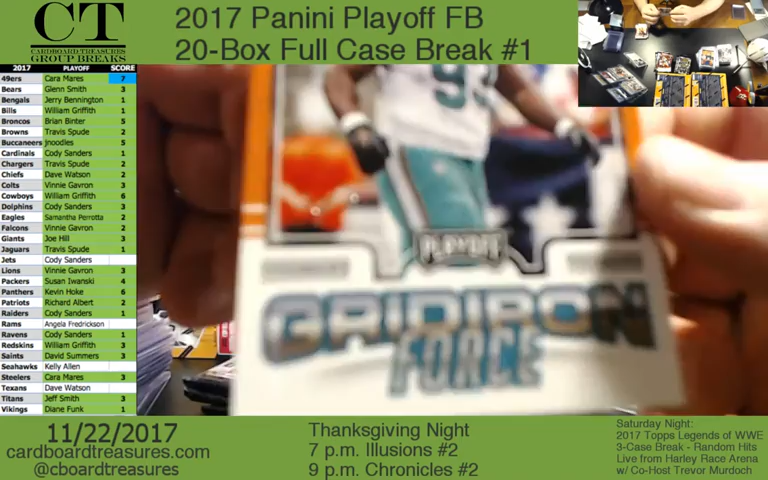 CT
CARDBOARD TREASURES
GROUP BREAKS
2017 Panini Playoff FB
20-Box Full Case Break #1
2017 PLAYOFF SCORE
49ers Cara Mares 7
Bears Glenn Smith 3
Bengals Jerry Bennington 1
Bills William Griffith 1
Broncos Brian Binter 5
Browns Travis Spude 2
Buccaneers Jnoodies 5
Cardinals Cody Sanders 1
Chargers Travis Spude 2
Chiefs Dave Watson 2
Colts Vinnie Gavron 3
Cowboys William Griffith 6
Dolphins Cody Sanders 3
Eagles Samantha Perrotta 2
Falcons Vinnie Gavron 2
Giants Joe Hill 3
Jaguars Travis Spude 1
Jets Cody Sanders
Lions Vinnie Gavron 3
Packers Susan Iwanski 4
Panthers Kevin Hoke 6
Patriots Richard Albert 2
Raiders Cody Sanders 1
Rams Angela Fredrickson
Ravens Cody Sanders 1
Redskins William Griffith 3
Saints David Summers 3
Seahawks Kelly Allen
Steelers Cara Mares 3
Texans Dave Watson
Titans Jeff Smith 3
Vikings Diane Funk 1
PLAYOFF
GRIDIRON
FORCE
11/22/2017
cardboardtreasures.com
@cboardtreasures
Thanksgiving Night
7 p.m. Illusions #2
9 p.m. Chronicles #2
Saturday Night:
2017 Topps Legends of WWE
3-Case Break - Random Hits
Live from Harley Race Arena
w/ Co-Host Trevor Murdoch